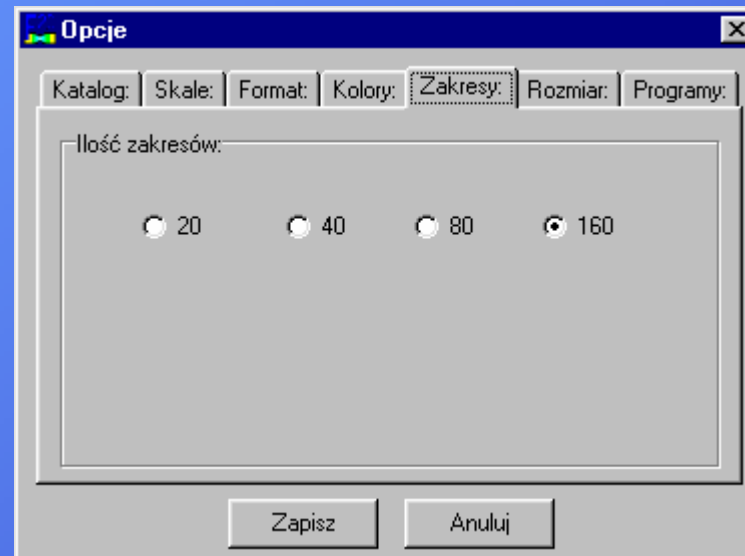 Opcje
Katalog: Skale: Format: Kolory: Zakresy: Rozmiar: Programy:
Ilość zakresów:
20 40 80 160
Zapisz Anuluj